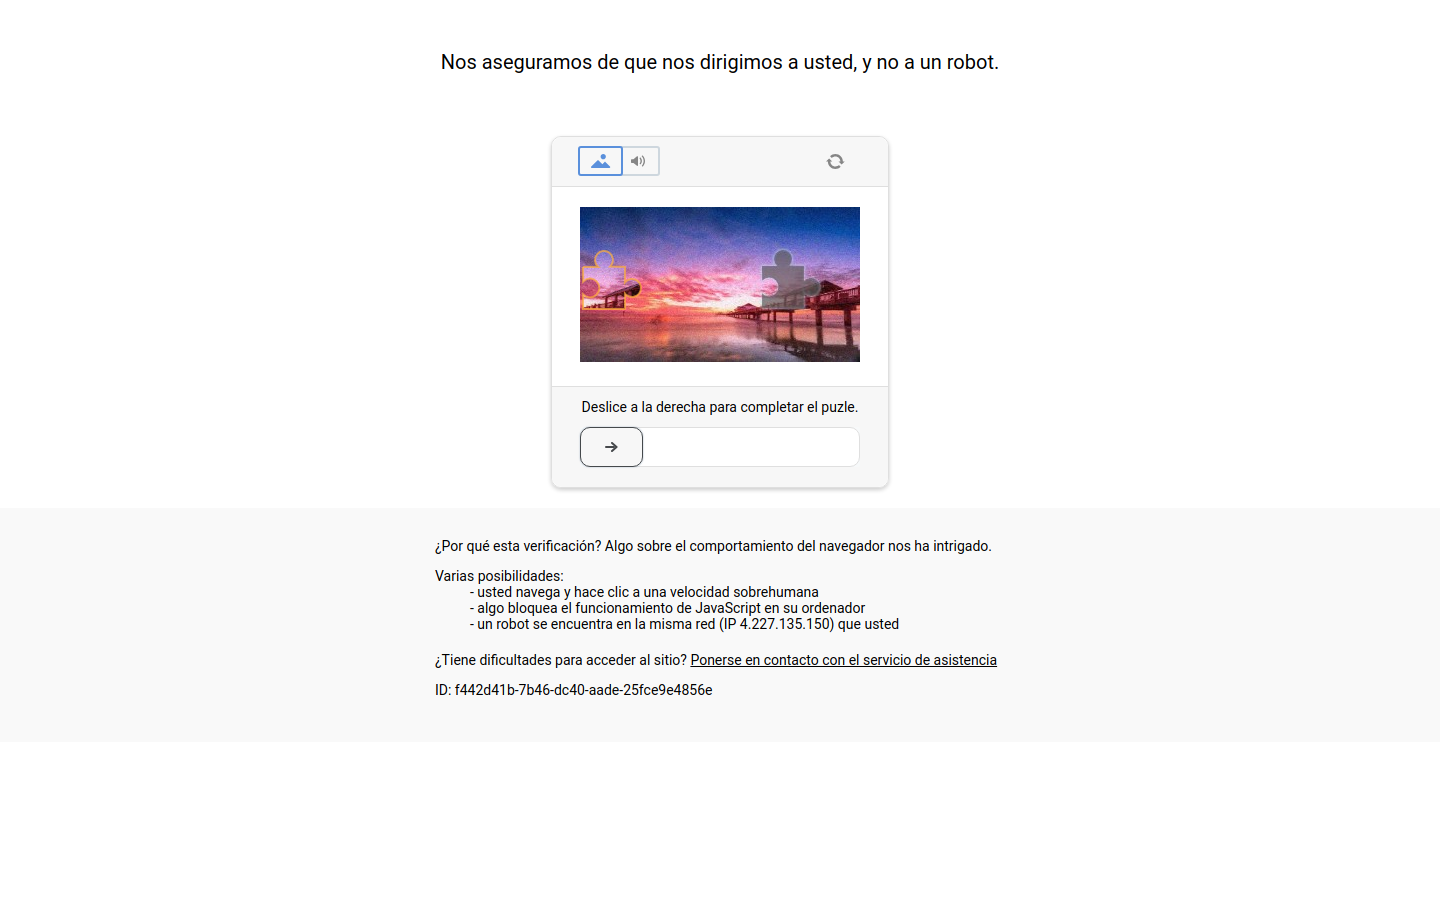 Nos aseguramos de que nos dirigimos a usted, y no a un robot.
Deslice a la derecha para completar el puzle.
¿Por qué esta verificación? Algo sobre el comportamiento del navegador nos ha intrigado.
Varias posibilidades:
- usted navega y hace clic a una velocidad sobrehumana
- algo bloquea el funcionamiento de JavaScript en su ordenador
- un robot se encuentra en la misma red (IP 4.227.135.150) que usted
¿Tiene dificultades para acceder al sitio? Ponerse en contacto con el servicio de asistencia
ID: f442d41b-7b46-dc40-aade-25fce9e4856e